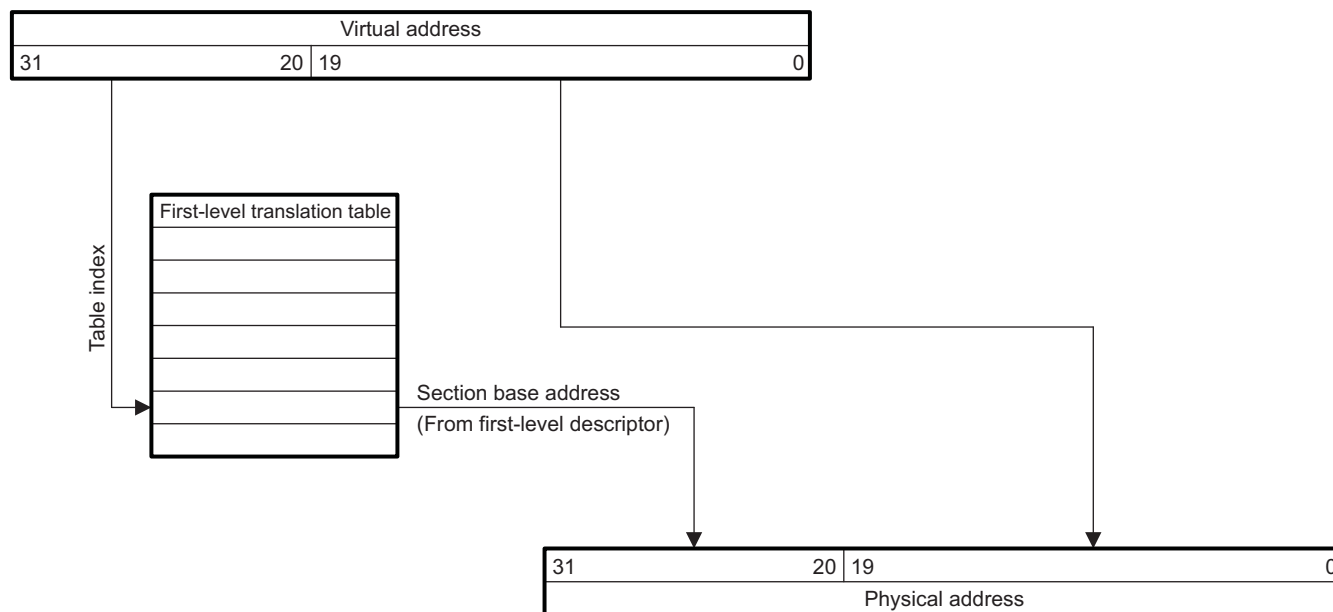 Virtual address
31 20 19 0
First-level translation table
Table index
Section base address
(From first-level descriptor)
31 20 19 0
Physical address